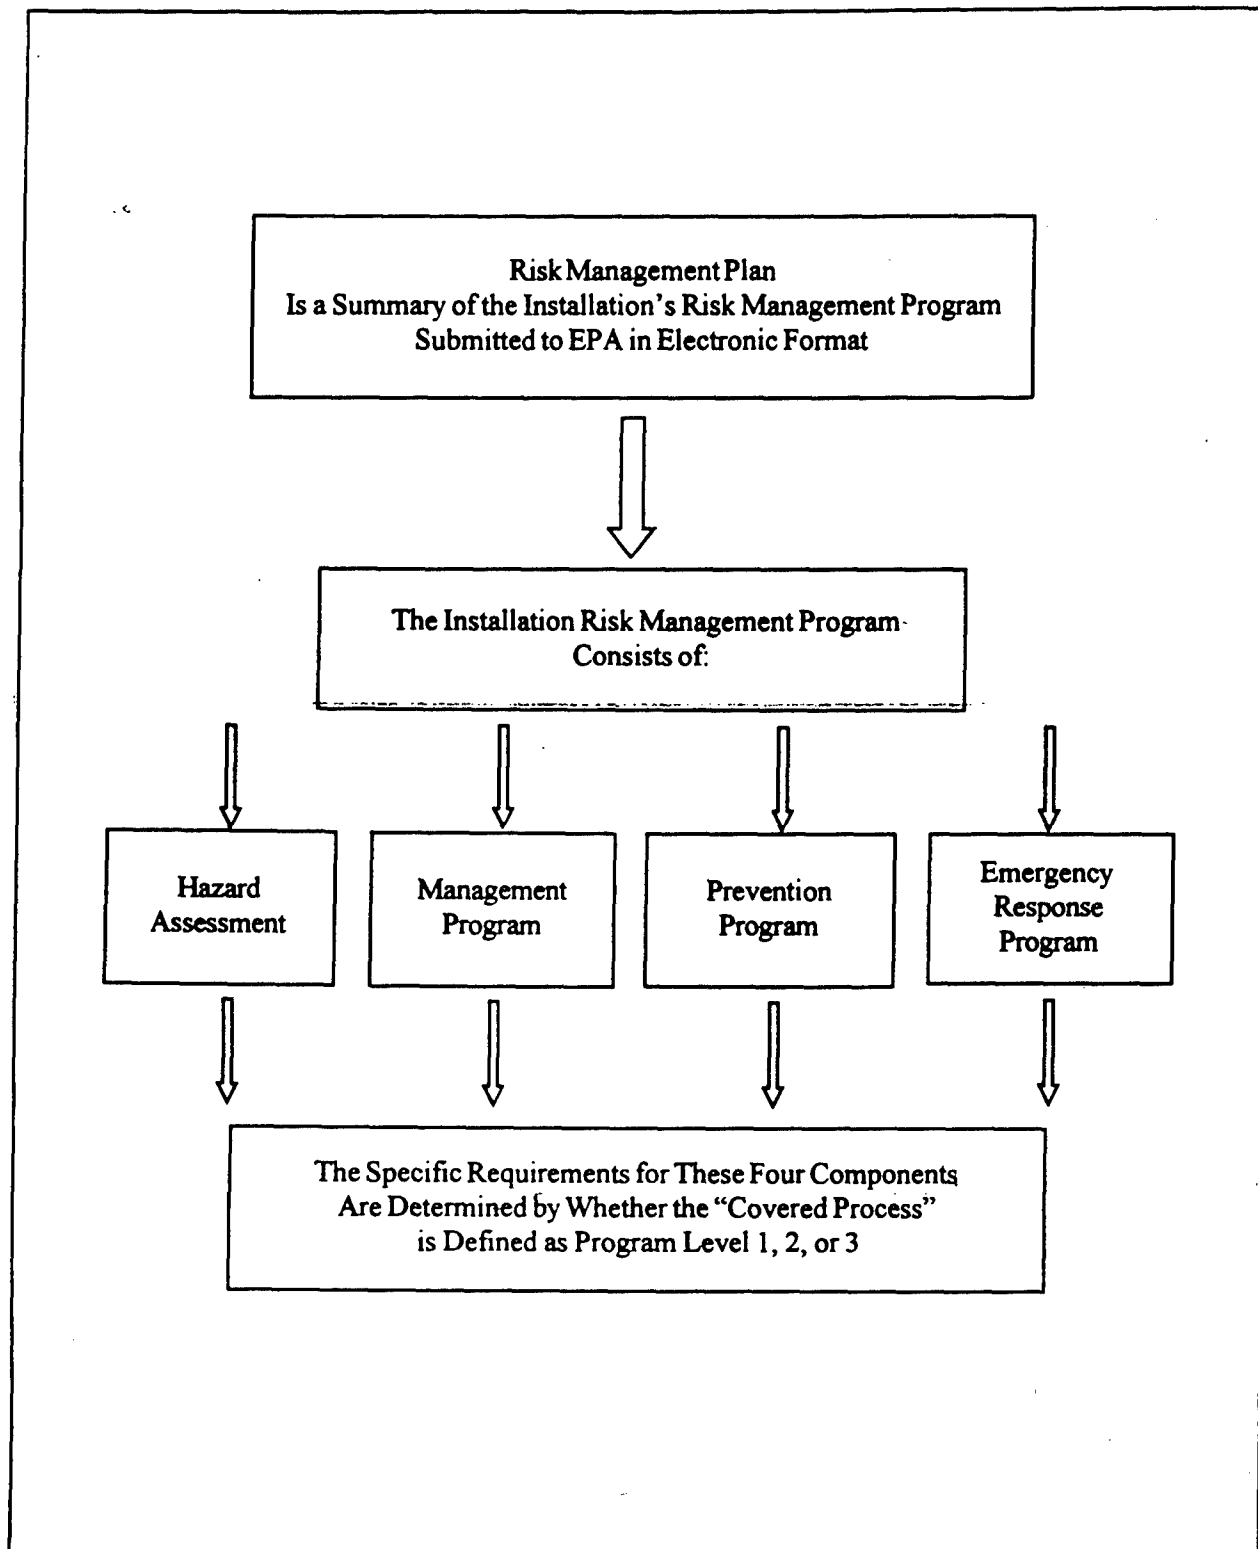 Risk Management Plan
Is a Summary of the Installation's Risk Management Program
Submitted to EPA in Electronic Format
The Installation Risk Management Program
Consists of:
Hazard
Assessment
Management
Program
Prevention
Program
Emergency
Response
Program
The Specific Requirements for These Four Components
Are Determined by Whether the “Covered Process”
is Defined as Program Level 1, 2, or 3